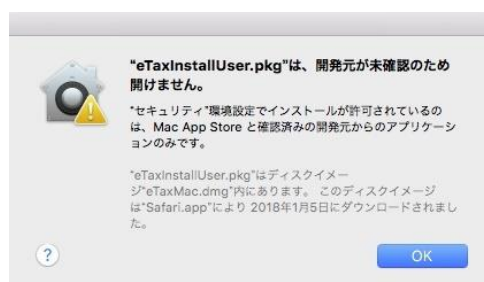 "eTaxInstallUser.pkg"は、開発元が未確認のため
開けません。
"セキュリティ"環境設定でインストールが許可されているの
は、Mac App Store と確認済みの開発元からのアプリケーシ
ョンのみです。
"eTaxInstallUser.pkg"はディスクイメー
ジ"eTaxMac.dmg"内にあります。 このディスクイメージ
は"Safari.app"により 2018年1月5日にダウンロードされまし
た。
?
OK